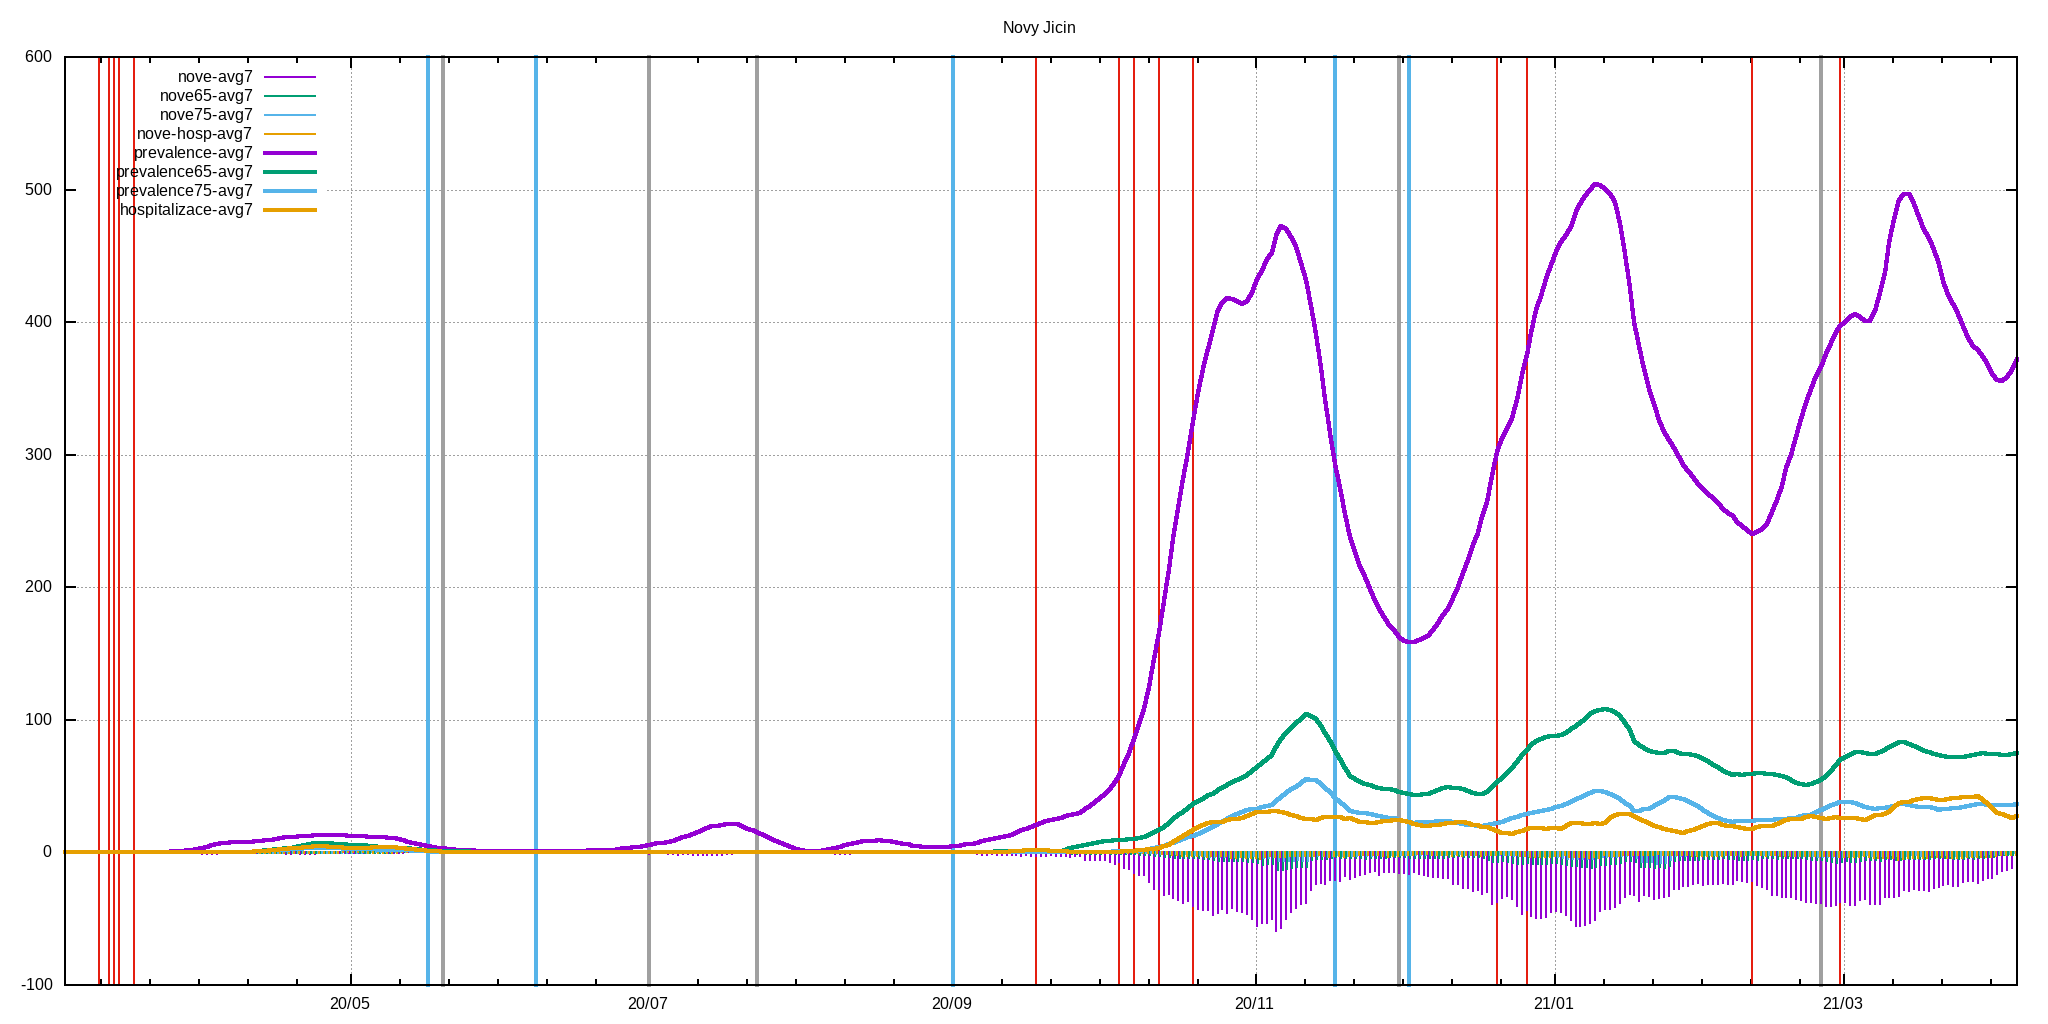 Novy Jicin
600
500
400
300
200
100
0
-100
nove-avg7
nove65-avg7
nove75-avg7
nove-hosp-avg7
prevalence-avg7
prevalence65-avg7
prevalence75-avg7
hospitalizace-avg7
20/05
20/07
20/09
20/11
21/01
21/03